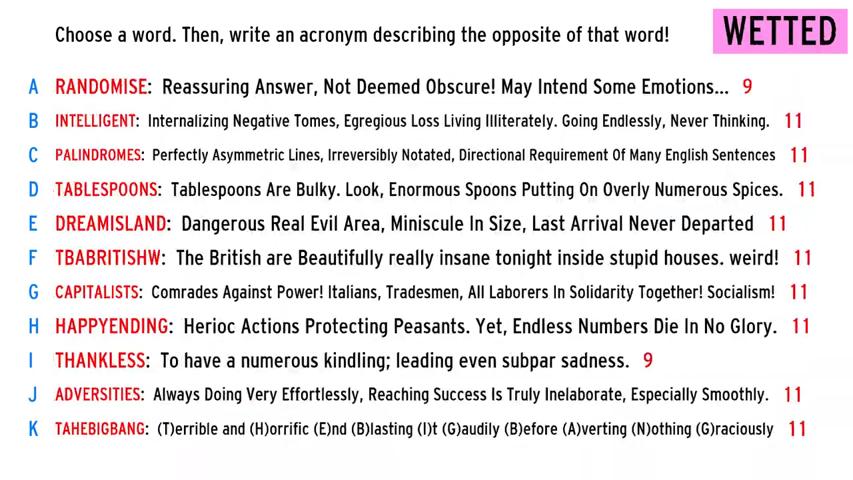 Choose a word. Then, write an acronym describing the opposite of that word!
WETTED
A RANDOMISE: Reassuring Answer, Not Deemed Obscure! May Intend Some Emotions... 9
B INTELLIGENT: Internalizing Negative Tomes, Egregious Loss Living Illiterately. Going Endlessly, Never Thinking. 11
C PALINDROMES: Perfectly Asymmetric Lines, Irreversibly Notated, Directional Requirement Of Many English Sentences 11
D TABLESPOONS: Tablespoons Are Bulky. Look, Enormous Spoons Putting On Overly Numerous Spices. 11
E DREAMISLAND: Dangerous Real Evil Area, Miniscule In Size, Last Arrival Never Departed 11
F TBABRITISHW: The British are Beautifully really insane tonight inside stupid houses. weird! 11
G CAPITALISTS: Comrades Against Power! Italians, Tradesmen, All Laborers In Solidarity Together! Socialism! 11
H HAPPYENDING: Herioc Actions Protecting Peasants. Yet, Endless Numbers Die In No Glory. 11
I THANKLESS: To have a numerous kindling; leading even subpar sadness. 9
J ADVERSITIES: Always Doing Very Effortlessly, Reaching Success Is Truly Inelaborate, Especially Smoothly. 11
K TAHEBIGBANG: (T)errible and (H)orrific (E)nd (B)lasting (I)t (G)audily (B)efore (A)verting (N)othing (G)raciously 11